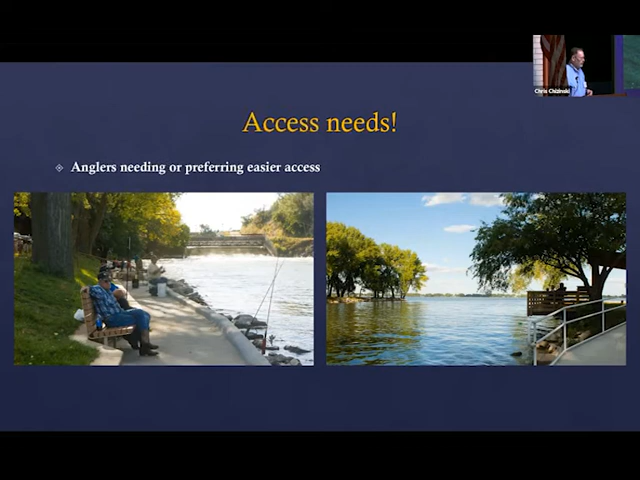 Chris Chizinski
Access needs!
Anglers needing or preferring easier access